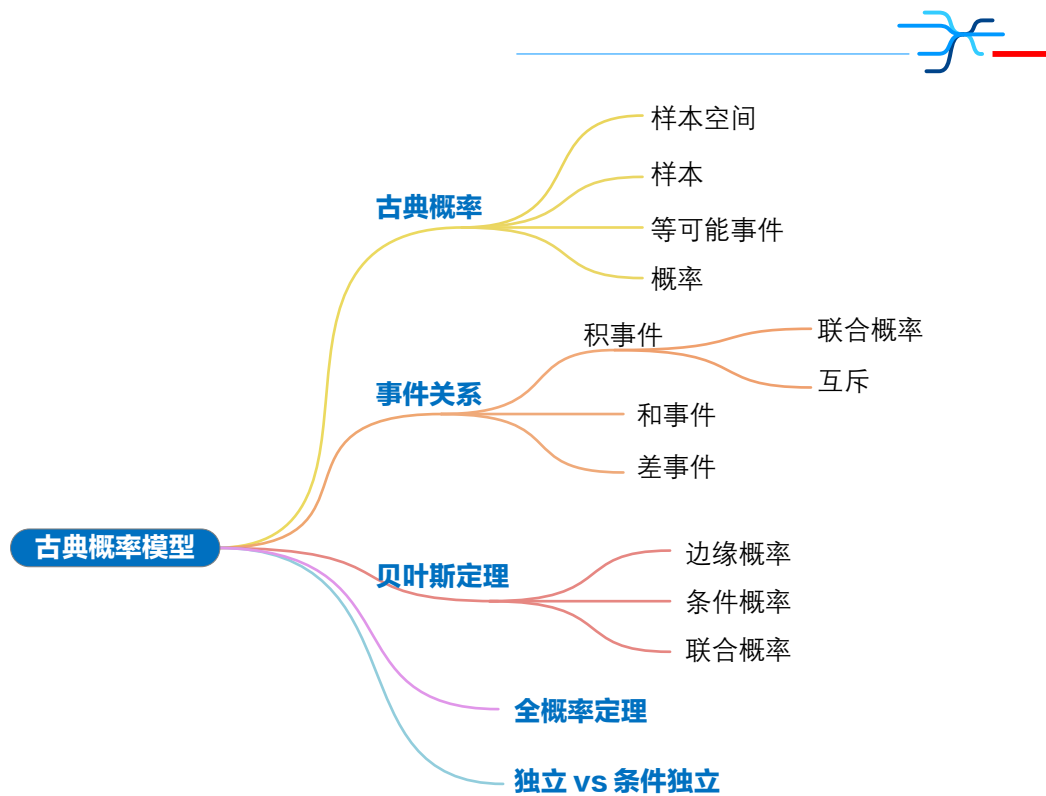 样本空间
样本
古典概率
等可能事件
概率
积事件
联合概率
互斥
事件关系
和事件
差事件
古典概率模型
贝叶斯定理
边缘概率
条件概率
联合概率
全概率定理
独立 vs 条件独立